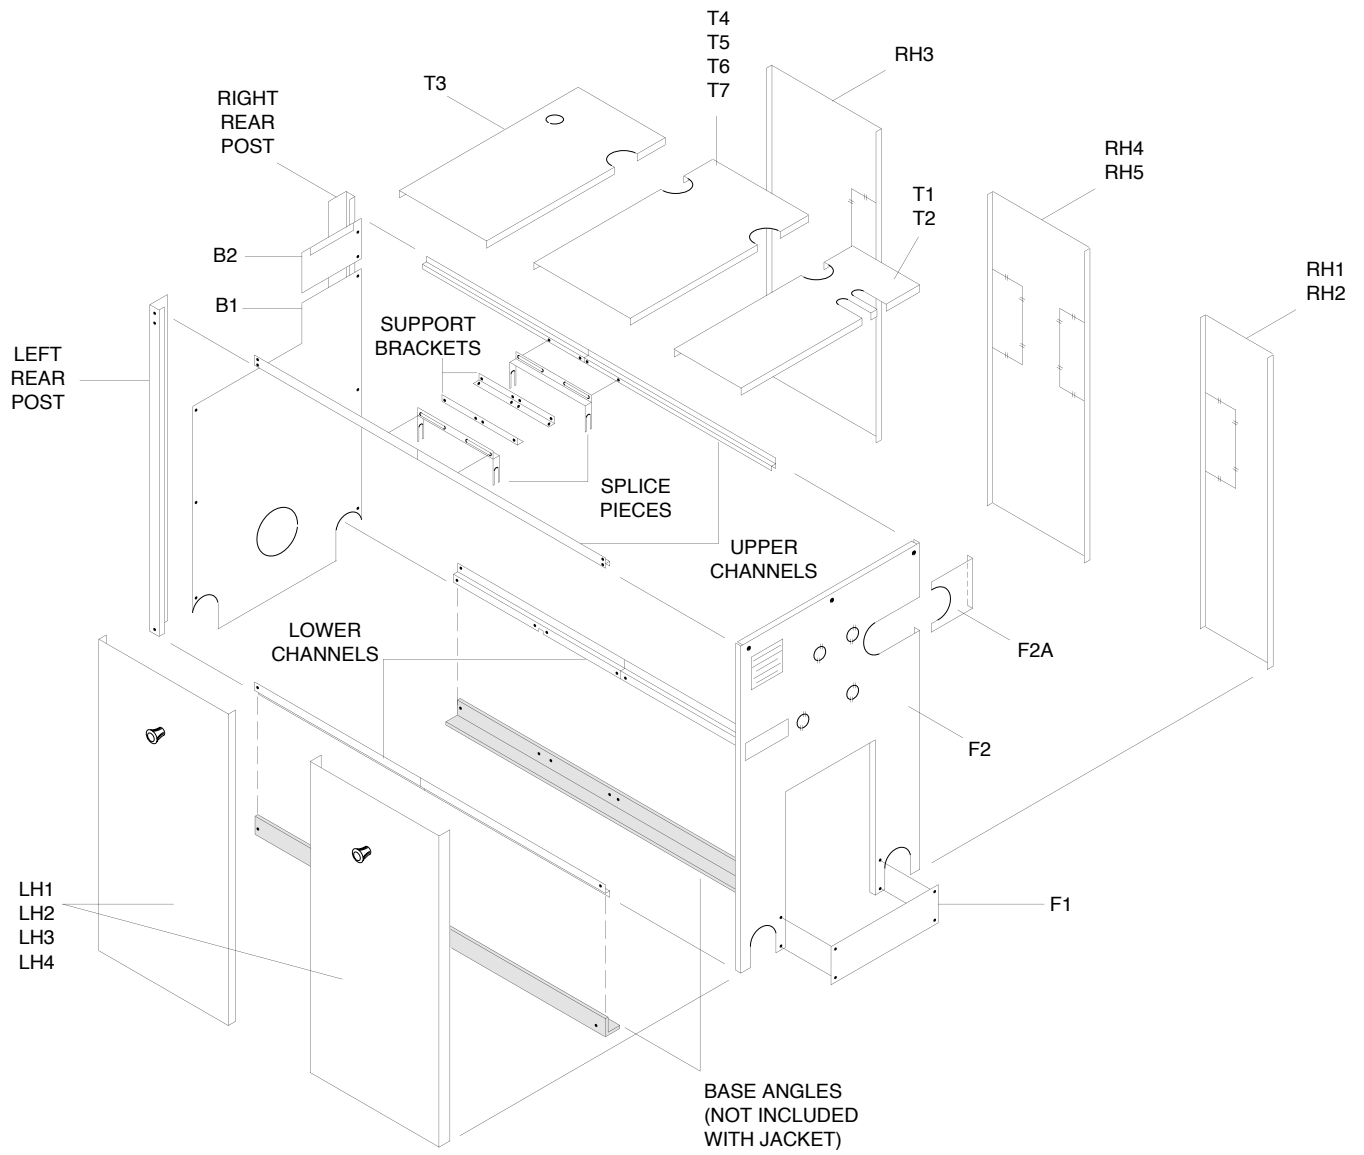 T4
T5
T6
T7
RH3
T3
RIGHT
REAR
POST
RH4
RH5
T1
T2
B2
RH1
RH2
B1
SUPPORT
BRACKETS
LEFT
REAR
POST
SPLICE
PIECES
UPPER
CHANNELS
LOWER
CHANNELS
F2A
F2
LH1
LH2
LH3
LH4
F1
BASE ANGLES
(NOT INCLUDED
WITH JACKET)